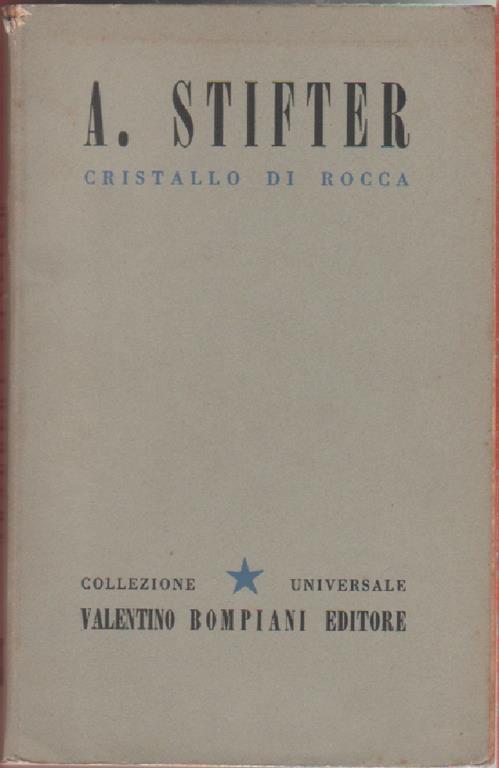 A. STIFTER
CRISTALLO DI ROCCA
COLLEZIONE UNIVERSALE
VALENTINO BOMPIANI EDITORE